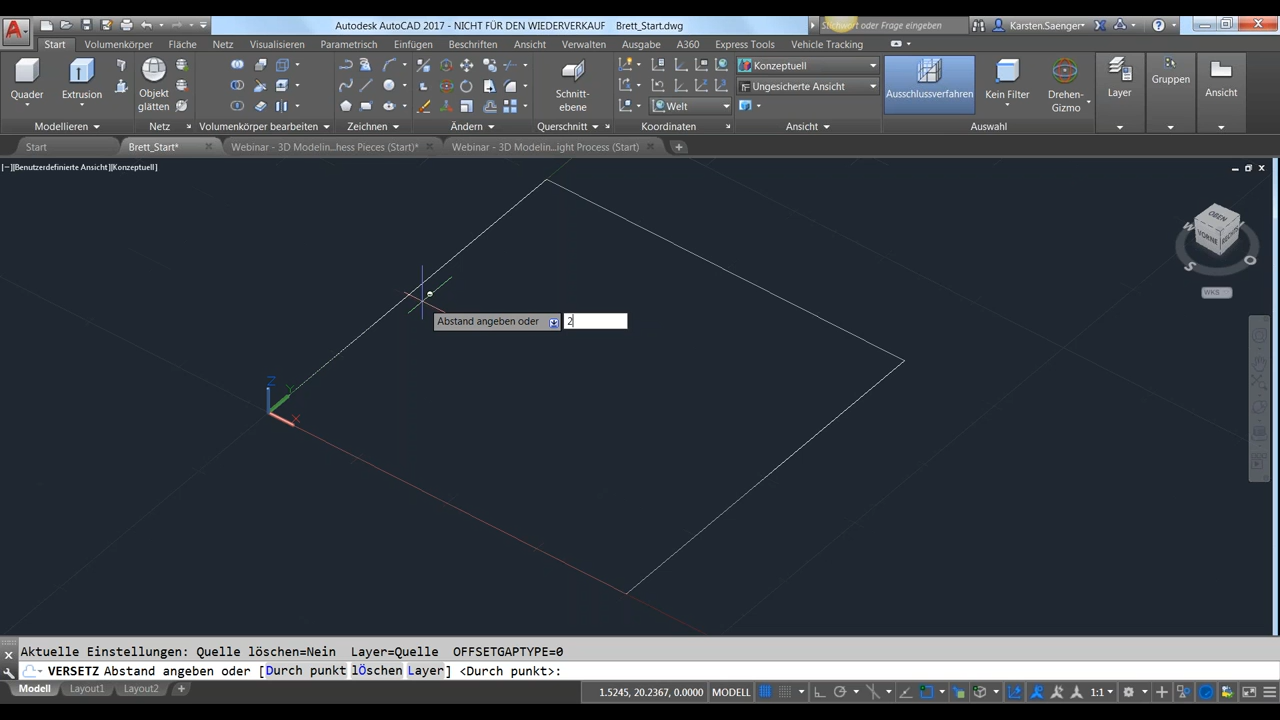 Autodesk AutoCAD 2017 - NICHT FÜR DEN WIEDERVERKAUF Brett_Start.dwg
Stichwort oder Frage eingeben
Karsten.Saenger
Start Volumenkörper Fläche Netz Visualisieren Parametrisch Einfügen Beschriften Ansicht Verwalten Ausgabe A360 Express Tools Vehicle Tracking
Quader
Extrusion
Objekt
glätten
Schnitt-
ebene
Konzeptuell
Ungesicherte Ansicht
Welt
Ausschlussverfahren
Kein Filter
Drehen-
Gizmo
Layer
Gruppen
Ansicht
Modellieren Netz Volumenkörper bearbeiten Zeichnen Ändern Querschnitt Koordinaten Ansicht Auswahl
Start Brett_Start* Webinar - 3D Modelin...hess Pieces (Start)* Webinar - 3D Modelin...ight Process (Start)
[−][Benutzerdefinierte Ansicht][Konzeptuell]
OBEN
VORNE
RECHTS
W
S
O
WKS
Abstand angeben oder 2
Z
Y
X
Aktuelle Einstellungen: Quelle löschen=Nein Layer=Quelle OFFSETGAPTYPE=0
VERSETZ Abstand angeben oder [Durch punkt lÖschen Layer] <Durch punkt>:
Modell Layout1 Layout2 +
1.5245, 20.2367, 0.0000 MODELL
1:1